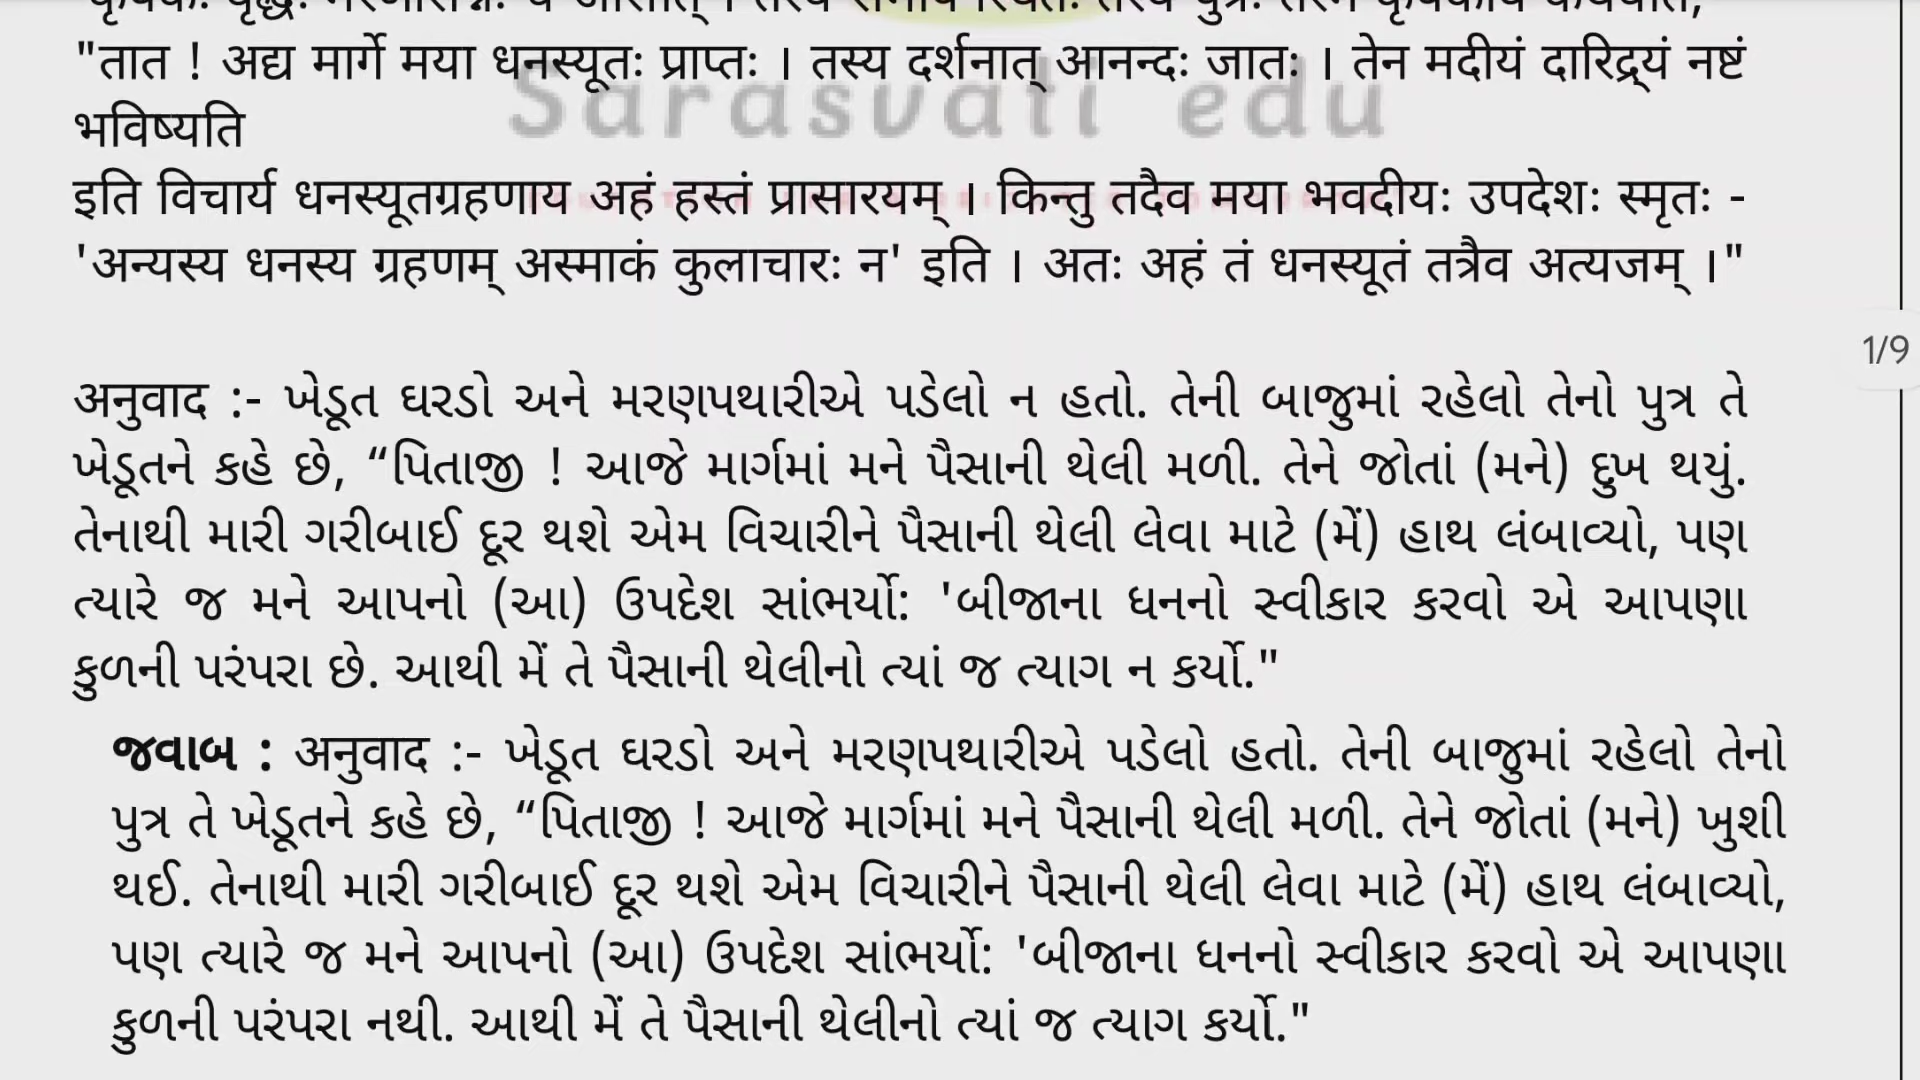 "तात ! अद्य मार्गे मया धनस्यूतः प्राप्तः । तस्य दर्शनात् आनन्दः जातः । तेन मदीयं दारिद्र्यं नष्टं
भविष्यति
Sarasvati edu
इति विचार्य धनस्यूतग्रहणाय अहं हस्तं प्रासारयम् । किन्तु तदैव मया भवदीयः उपदेशः स्मृतः -
'अन्यस्य धनस्य ग्रहणम् अस्माकं कुलाचारः न' इति । अतः अहं तं धनस्यूतं तत्रैव अत्यजम् ।"
1/9
अनुवाद :- ખેડૂત ઘરડો અને મરણપથારીએ પડેલો ન હતો. તેની બાજુમાં રહેલો તેનો પુત્ર તે
ખેડૂતને કહે છે, “પિતાજી ! આજે માર્ગમાં મને પૈસાની થેલી મળી. તેને જોતાં (મને) દુખ થયું.
તેનાથી મારી ગરીબાઈ દૂર થશે એમ વિચારીને પૈસાની થેલી લેવા માટે (મેં) હાથ લંબાવ્યો, પણ
ત્યારે જ મને આપનો (આ) ઉપદેશ સાંભર્યો: 'બીજાના ધનનો સ્વીકાર કરવો એ આપણા
કુળની પરંપરા છે. આથી મેં તે પૈસાની થેલીનો ત્યાં જ ત્યાગ ન કર્યો."
જવાબ : अनुवाद :- ખેડૂત ઘરડો અને મરણપથારીએ પડેલો હતો. તેની બાજુમાં રહેલો તેનો
પુત્ર તે ખેડૂતને કહે છે, “પિતાજી ! આજે માર્ગમાં મને પૈસાની થેલી મળી. તેને જોતાં (મને) ખુશી
થઈ. તેનાથી મારી ગરીબાઈ દૂર થશે એમ વિચારીને પૈસાની થેલી લેવા માટે (મેં) હાથ લંબાવ્યો,
પણ ત્યારે જ મને આપનો (આ) ઉપદેશ સાંભર્યો: 'બીજાના ધનનો સ્વીકાર કરવો એ આપણા
કુળની પરંપરા નથી. આથી મેં તે પૈસાની થેલીનો ત્યાં જ ત્યાગ કર્યો."